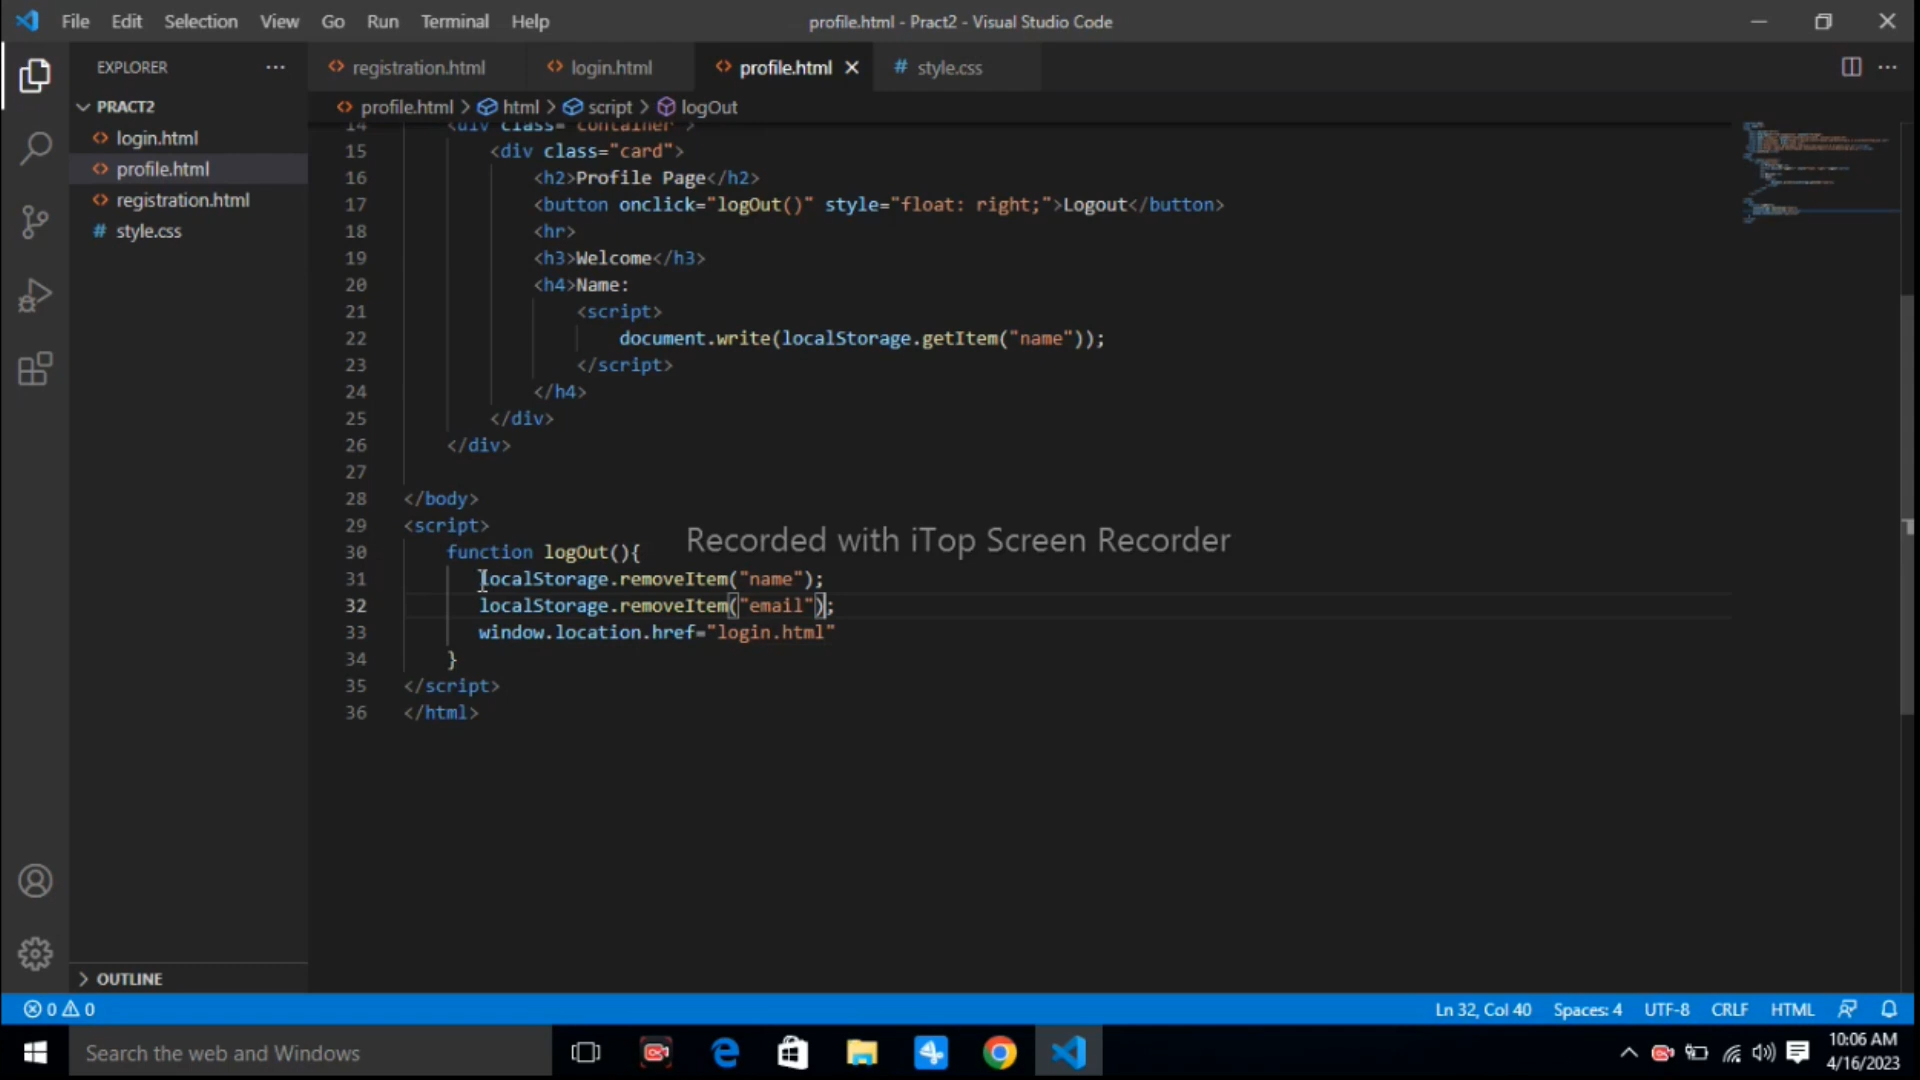 File Edit Selection View Go Run Terminal Help
profile.html - Pract2 - Visual Studio Code
EXPLORER
registration.html
login.html
profile.html
# style.css
PRACT2
login.html
profile.html
registration.html
# style.css
profile.html > html > script > logOut
14 <div class="container">
15 <div class="card">
16 <h2>Profile Page</h2>
17 <button onclick="logOut()" style="float: right;">Logout</button>
18 <hr>
19 <h3>Welcome</h3>
20 <h4>Name:
21 <script>
22 document.write(localStorage.getItem("name"));
23 </script>
24 </h4>
25 </div>
26 </div>
27
28 </body>
29 <script>
30 function logOut(){
Recorded with iTop Screen Recorder
31 localStorage.removeItem("name");
32 localStorage.removeItem("email");
33 window.location.href="login.html"
34 }
35 </script>
36 </html>
OUTLINE
0 0
Ln 32, Col 40 Spaces: 4 UTF-8 CRLF HTML
Search the web and Windows
10:06 AM
4/16/2023